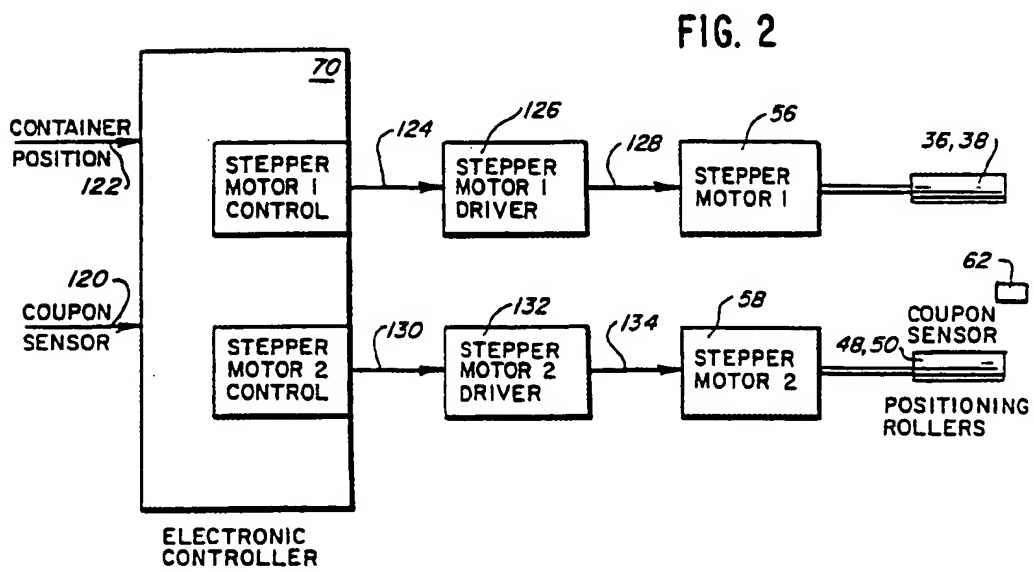 FIG. 2
70
CONTAINER
POSITION
122
STEPPER
MOTOR 1
CONTROL
124
126
STEPPER
MOTOR 1
DRIVER
128
56
STEPPER
MOTOR 1
36, 38
120
COUPON
SENSOR
STEPPER
MOTOR 2
CONTROL
130
132
STEPPER
MOTOR 2
DRIVER
134
58
STEPPER
MOTOR 2
62
COUPON
SENSOR
48, 50
POSITIONING
ROLLERS
ELECTRONIC
CONTROLLER